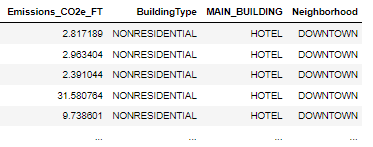 Emissions_CO2e_FT BuildingType MAIN_BUILDING Neighborhood
2.817189 NONRESIDENTIAL HOTEL DOWNTOWN
2.963404 NONRESIDENTIAL HOTEL DOWNTOWN
2.391044 NONRESIDENTIAL HOTEL DOWNTOWN
31.580764 NONRESIDENTIAL HOTEL DOWNTOWN
9.738601 NONRESIDENTIAL HOTEL DOWNTOWN
... ... ... ...